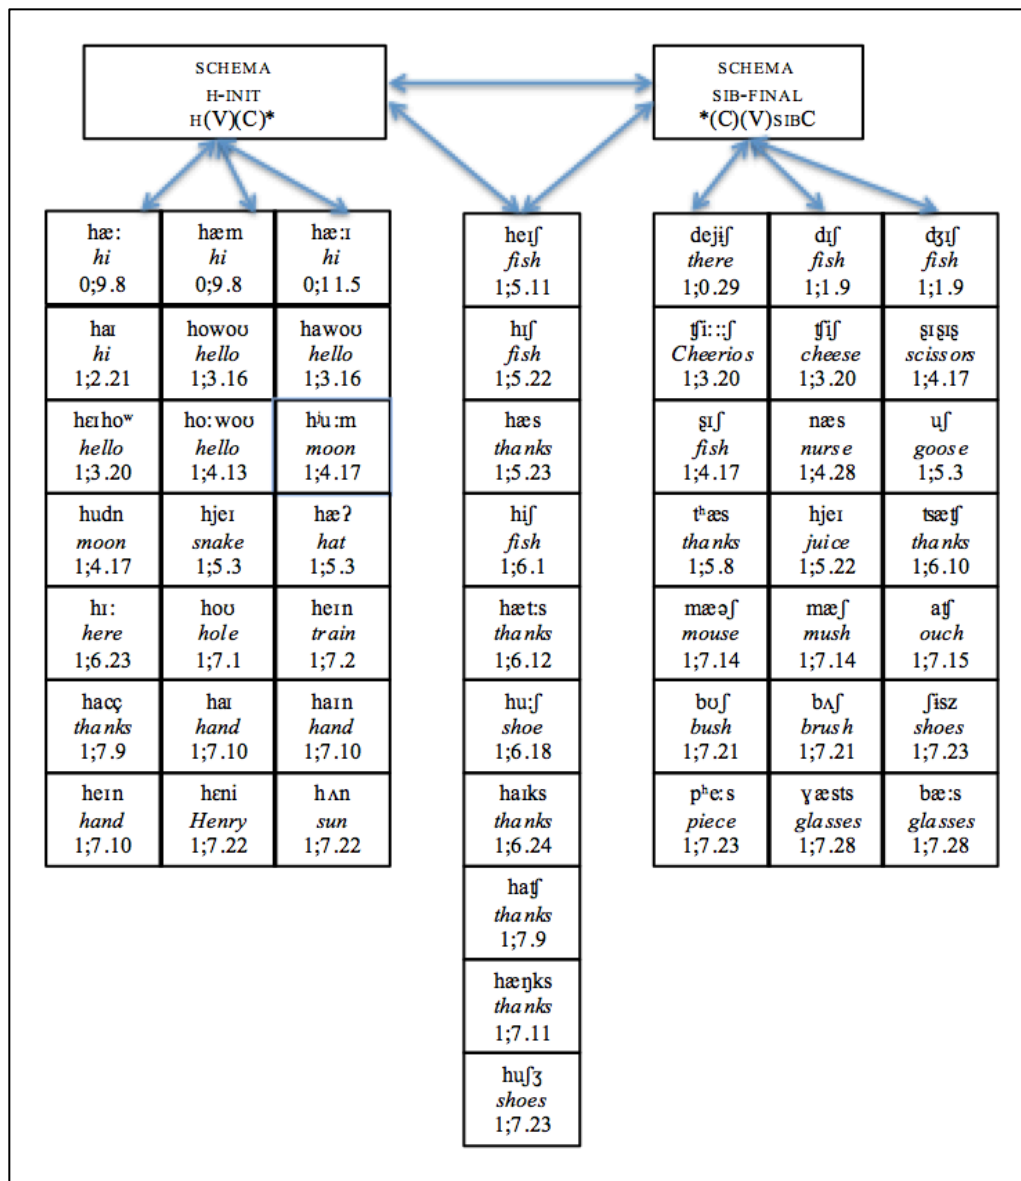 SCHEMA
H-INIT
H(V)(C)*
SCHEMA
SIB-FINAL
*(C)(V)SIBC
hæː
hi
0;9.8
hæm
hi
0;9.8
hæːɪ
hi
0;11.5
haɪ
hi
1;2.21
howoʊ
hello
1;3.16
hawoʊ
hello
1;3.16
hɛɪhoʷ
hello
1;3.20
hoːwoʊ
hello
1;4.13
hʲuːm
moon
1;4.17
hudn
moon
1;4.17
hjeɪ
snake
1;5.3
hæʔ
hat
1;5.3
hɪː
here
1;6.23
hoʊ
hole
1;7.1
heɪn
train
1;7.2
hacç
thanks
1;7.9
haɪ
hand
1;7.10
haɪn
hand
1;7.10
heɪn
hand
1;7.10
hɛni
Henry
1;7.22
hʌn
sun
1;7.22
heɪʃ
fish
1;5.11
hɪʃ
fish
1;5.22
hæs
thanks
1;5.23
hiʃ
fish
1;6.1
hætːs
thanks
1;6.12
huːʃ
shoe
1;6.18
haɪks
thanks
1;6.24
haʧ
thanks
1;7.9
hæŋks
thanks
1;7.11
huʃʒ
shoes
1;7.23
dejɨʃ
there
1;0.29
dɪʃ
fish
1;1.9
dʒɪʃ
fish
1;1.9
ʧiː::ʃ
Cheerios
1;3.20
ʧiʃ
cheese
1;3.20
ʂɪʂɪʂ
scissors
1;4.17
ʂɪʃ
fish
1;4.17
næs
nurse
1;4.28
uʃ
goose
1;5.3
tʰæs
thanks
1;5.8
hjeɪ
juice
1;5.22
ʦæʧ
thanks
1;6.10
mæəʃ
mouse
1;7.14
mæʃ
mush
1;7.14
aʧ
ouch
1;7.15
bʊʃ
bush
1;7.21
bʌʃ
brush
1;7.21
ʃɨsz
shoes
1;7.23
pʰeːs
piece
1;7.23
ɣæsts
glasses
1;7.28
bæːs
glasses
1;7.28